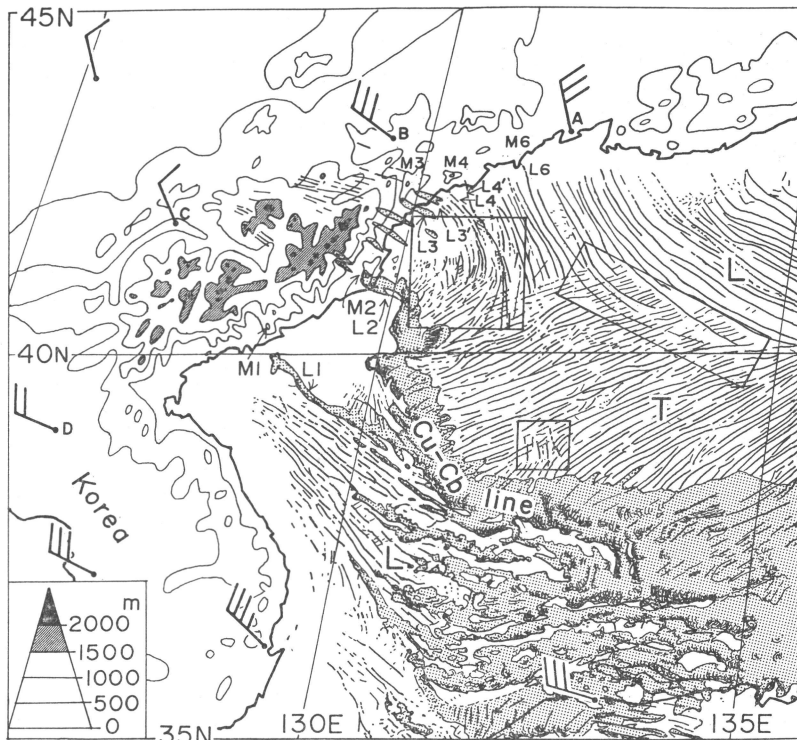 45N
A
B
M6
M3
M4
L6
L4'
L4
C
L3
L3'
L
M2
L2
40N
M1
L1
T
D
Cu-Cb
line
Korea
L
m
2000
1500
1000
500
0
35N
130E
135E